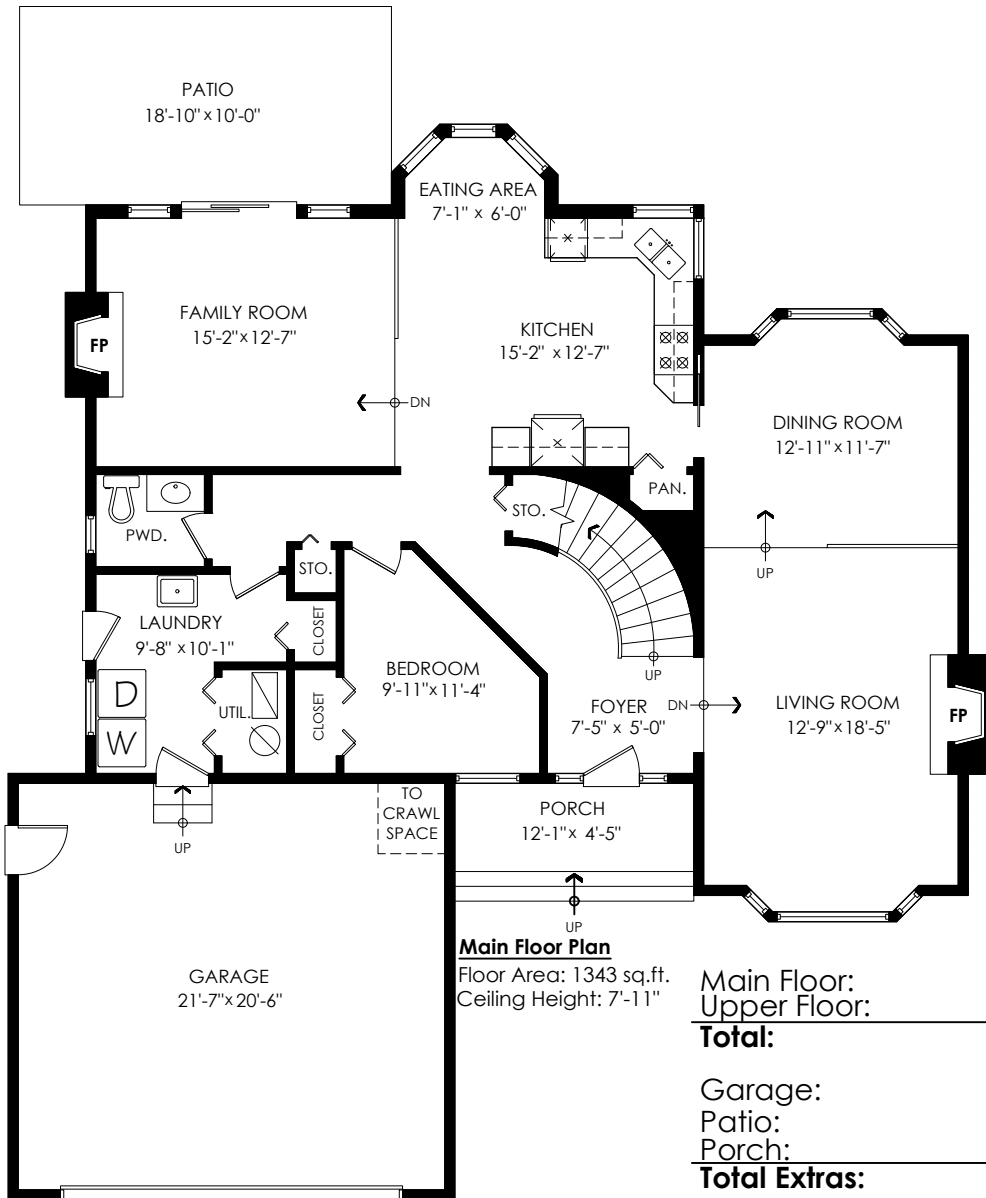 PATIO
18'-10" x 10'-0"
EATING AREA
7'-1" x 6'-0"
FAMILY ROOM
15'-2" x 12'-7"
KITCHEN
15'-2" x 12'-7"
FP
DN
DINING ROOM
12'-11" x 11'-7"
PAN.
STO.
PWD.
STO.
UP
LAUNDRY
9'-8" x 10'-1"
CLOSET
BEDROOM
9'-11" x 11'-4"
UP
D
W
UTIL.
CLOSET
FOYER
7'-5" x 5'-0"
DN
LIVING ROOM
12'-9" x 18'-5"
FP
TO
CRAWL
SPACE
UP
PORCH
12'-1" x 4'-5"
UP
GARAGE
21'-7" x 20'-6"
Main Floor Plan
Floor Area: 1343 sq.ft.
Ceiling Height: 7'-11"
Main Floor:
Upper Floor:
Total:
Garage:
Patio:
Porch:
Total Extras: